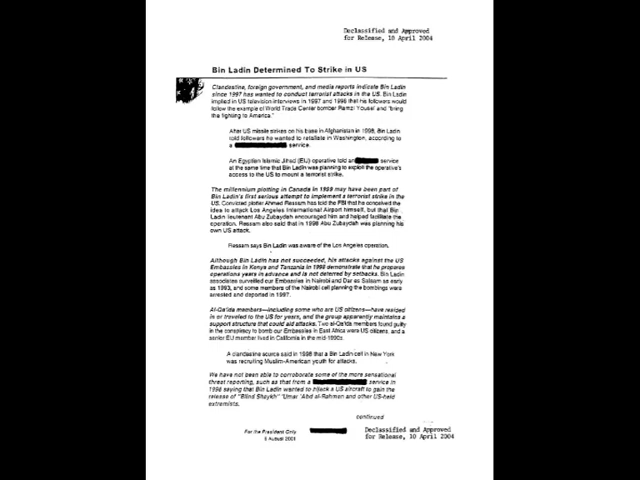 Declassified and Approved
for Release, 10 April 2004
Bin Ladin Determined To Strike in US
Clandestine, foreign government, and media reports indicate Bin Ladin
since 1997 has wanted to conduct terrorist attacks in the US. Bin Ladin
implied in US television interviews in 1997 and 1998 that his followers would
follow the example of World Trade Center bomber Ramzi Yousef and "bring
the fighting to America."
After US missile strikes on his base in Afghanistan in 1998, Bin Ladin
told followers he wanted to retaliate in Washington, according to
a service.
An Egyptian Islamic Jihad (EIJ) operative told an service
at the same time that Bin Ladin was planning to exploit the operative's
access to the US to mount a terrorist strike.
The millennium plotting in Canada in 1999 may have been part of
Bin Ladin's first serious attempt to implement a terrorist strike in the
US. Convicted plotter Ahmed Ressam has told the FBI that he conceived the
idea to attack Los Angeles International Airport himself, but that Bin
Ladin lieutenant Abu Zubaydah encouraged him and helped facilitate the
operation. Ressam also said that in 1998 Abu Zubaydah was planning his
own US attack.
Ressam says Bin Ladin was aware of the Los Angeles operation.
Although Bin Ladin has not succeeded, his attacks against the US
Embassies in Kenya and Tanzania in 1998 demonstrate that he prepares
operations years in advance and is not deterred by setbacks. Bin Ladin
associates surveilled our Embassies in Nairobi and Dar es Salaam as early
as 1993, and some members of the Nairobi cell planning the bombings were
arrested and deported in 1997.
Al-Qa'ida members—including some who are US citizens—have resided
in or traveled to the US for years, and the group apparently maintains a
support structure that could aid attacks. Two al-Qa'ida members found guilty
in the conspiracy to bomb our Embassies in East Africa were US citizens, and a
senior EIJ member lived in California in the mid-1990s.
A clandestine source said in 1998 that a Bin Ladin cell in New York
was recruiting Muslim-American youth for attacks.
We have not been able to corroborate some of the more sensational
threat reporting, such as that from a service in
1998 saying that Bin Ladin wanted to hijack a US aircraft to gain the
release of "Blind Shaykh" 'Umar 'Abd al-Rahman and other US-held
extremists.
continued
For the President Only
6 August 2001
Declassified and Approved
for Release, 10 April 2004